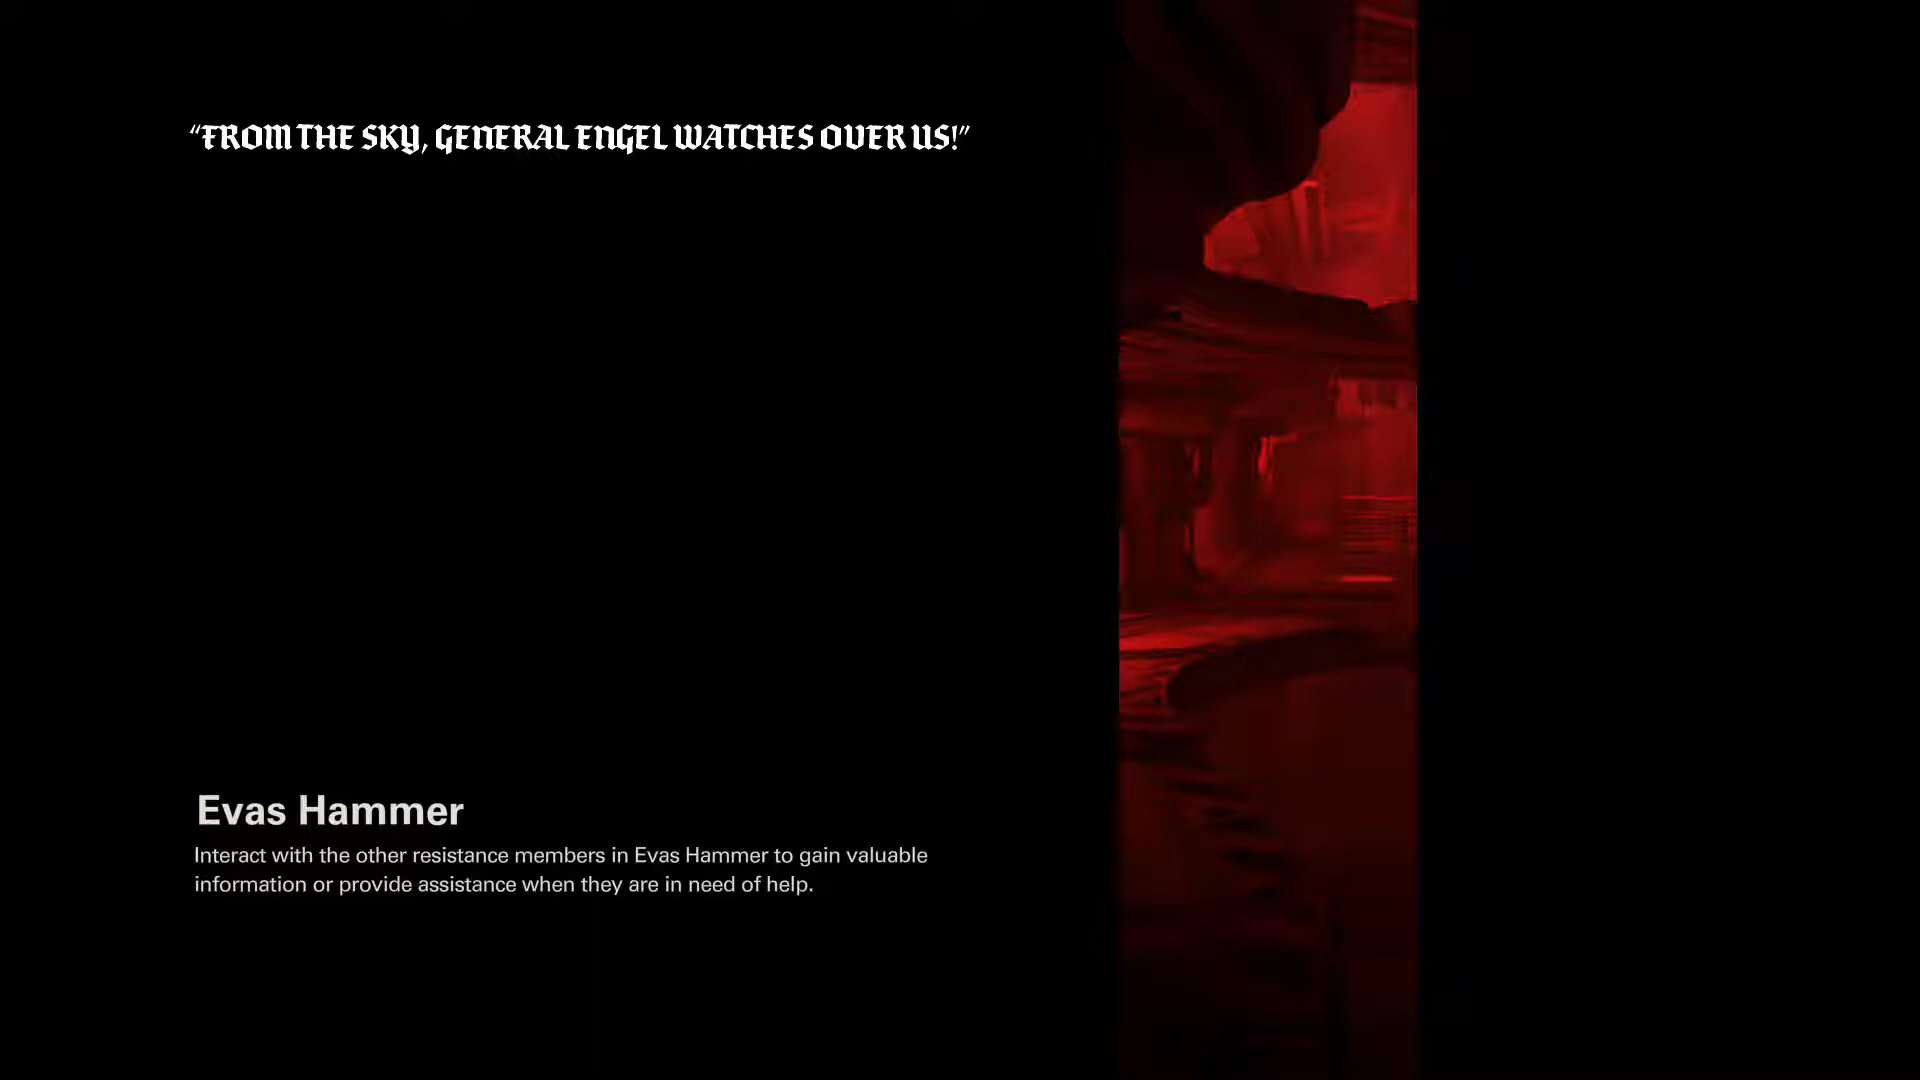 “FROM THE SKY, GENERAL ENGEL WATCHES OVER US!”
Evas Hammer
Interact with the other resistance members in Evas Hammer to gain valuable
information or provide assistance when they are in need of help.